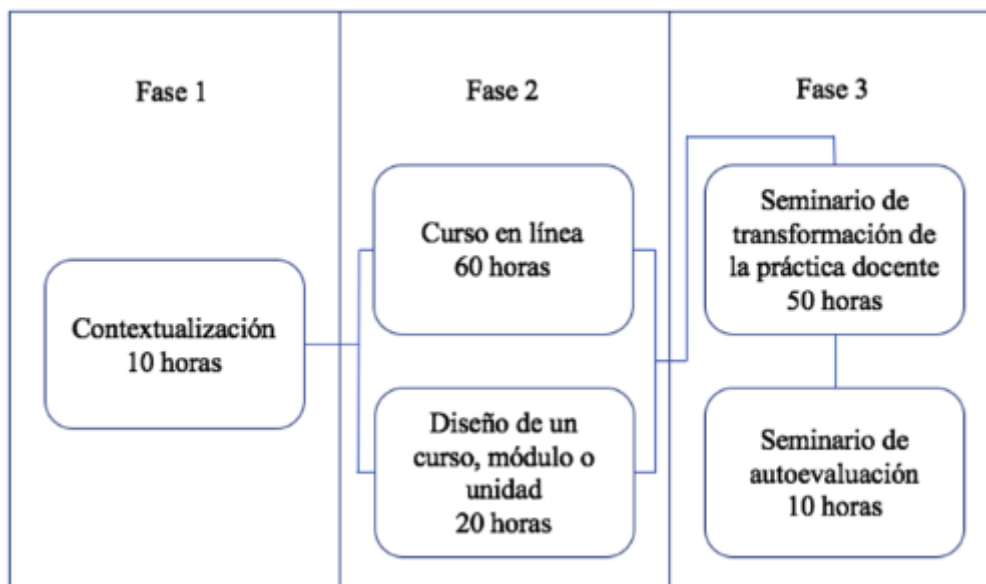 Fase 1
Contextualización
10 horas
Fase 2
Curso en línea
60 horas
Diseño de un
curso, módulo o
unidad
20 horas
Fase 3
Seminario de
transformación de
la práctica docente
50 horas
Seminario de
autoevaluación
10 horas